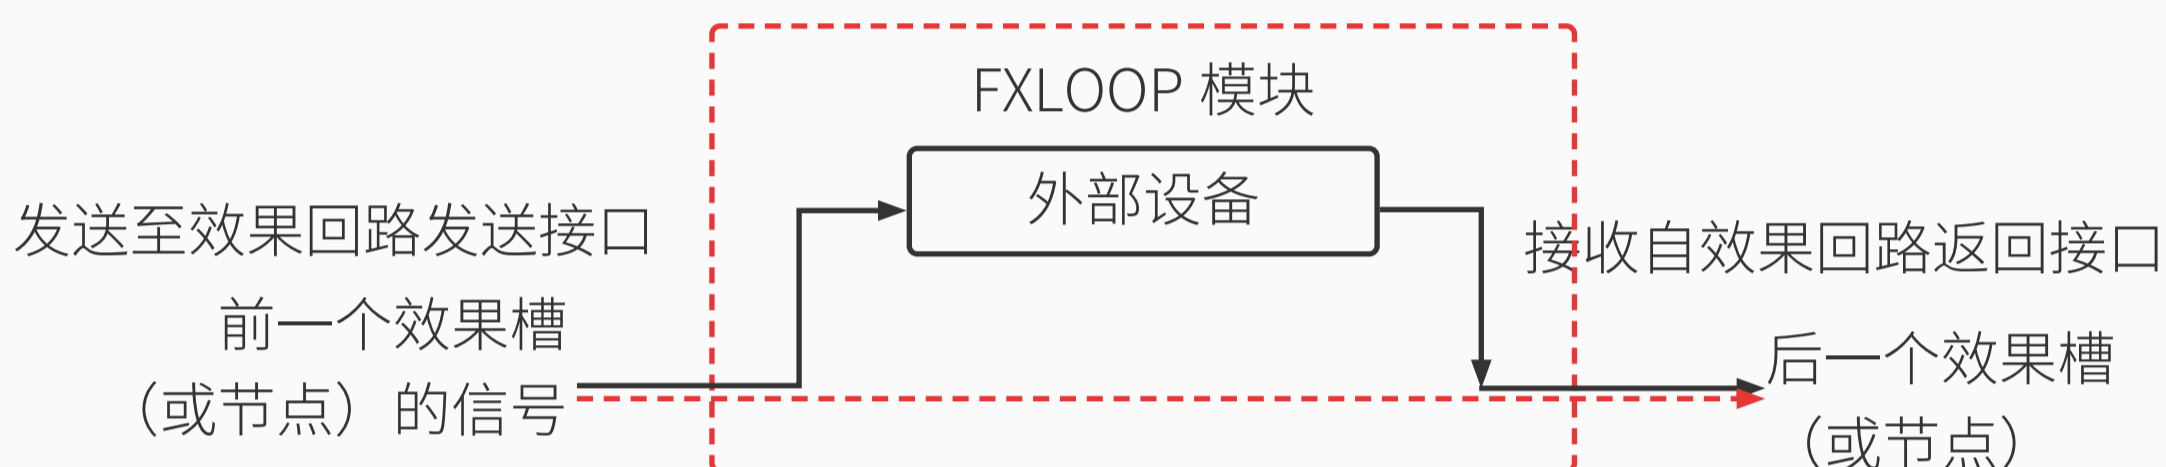 FXLOOP 模块
外部设备
发送至效果回路发送接口
前一个效果槽
（或节点）的信号
接收自效果回路返回接口
后一个效果槽
（或节点）